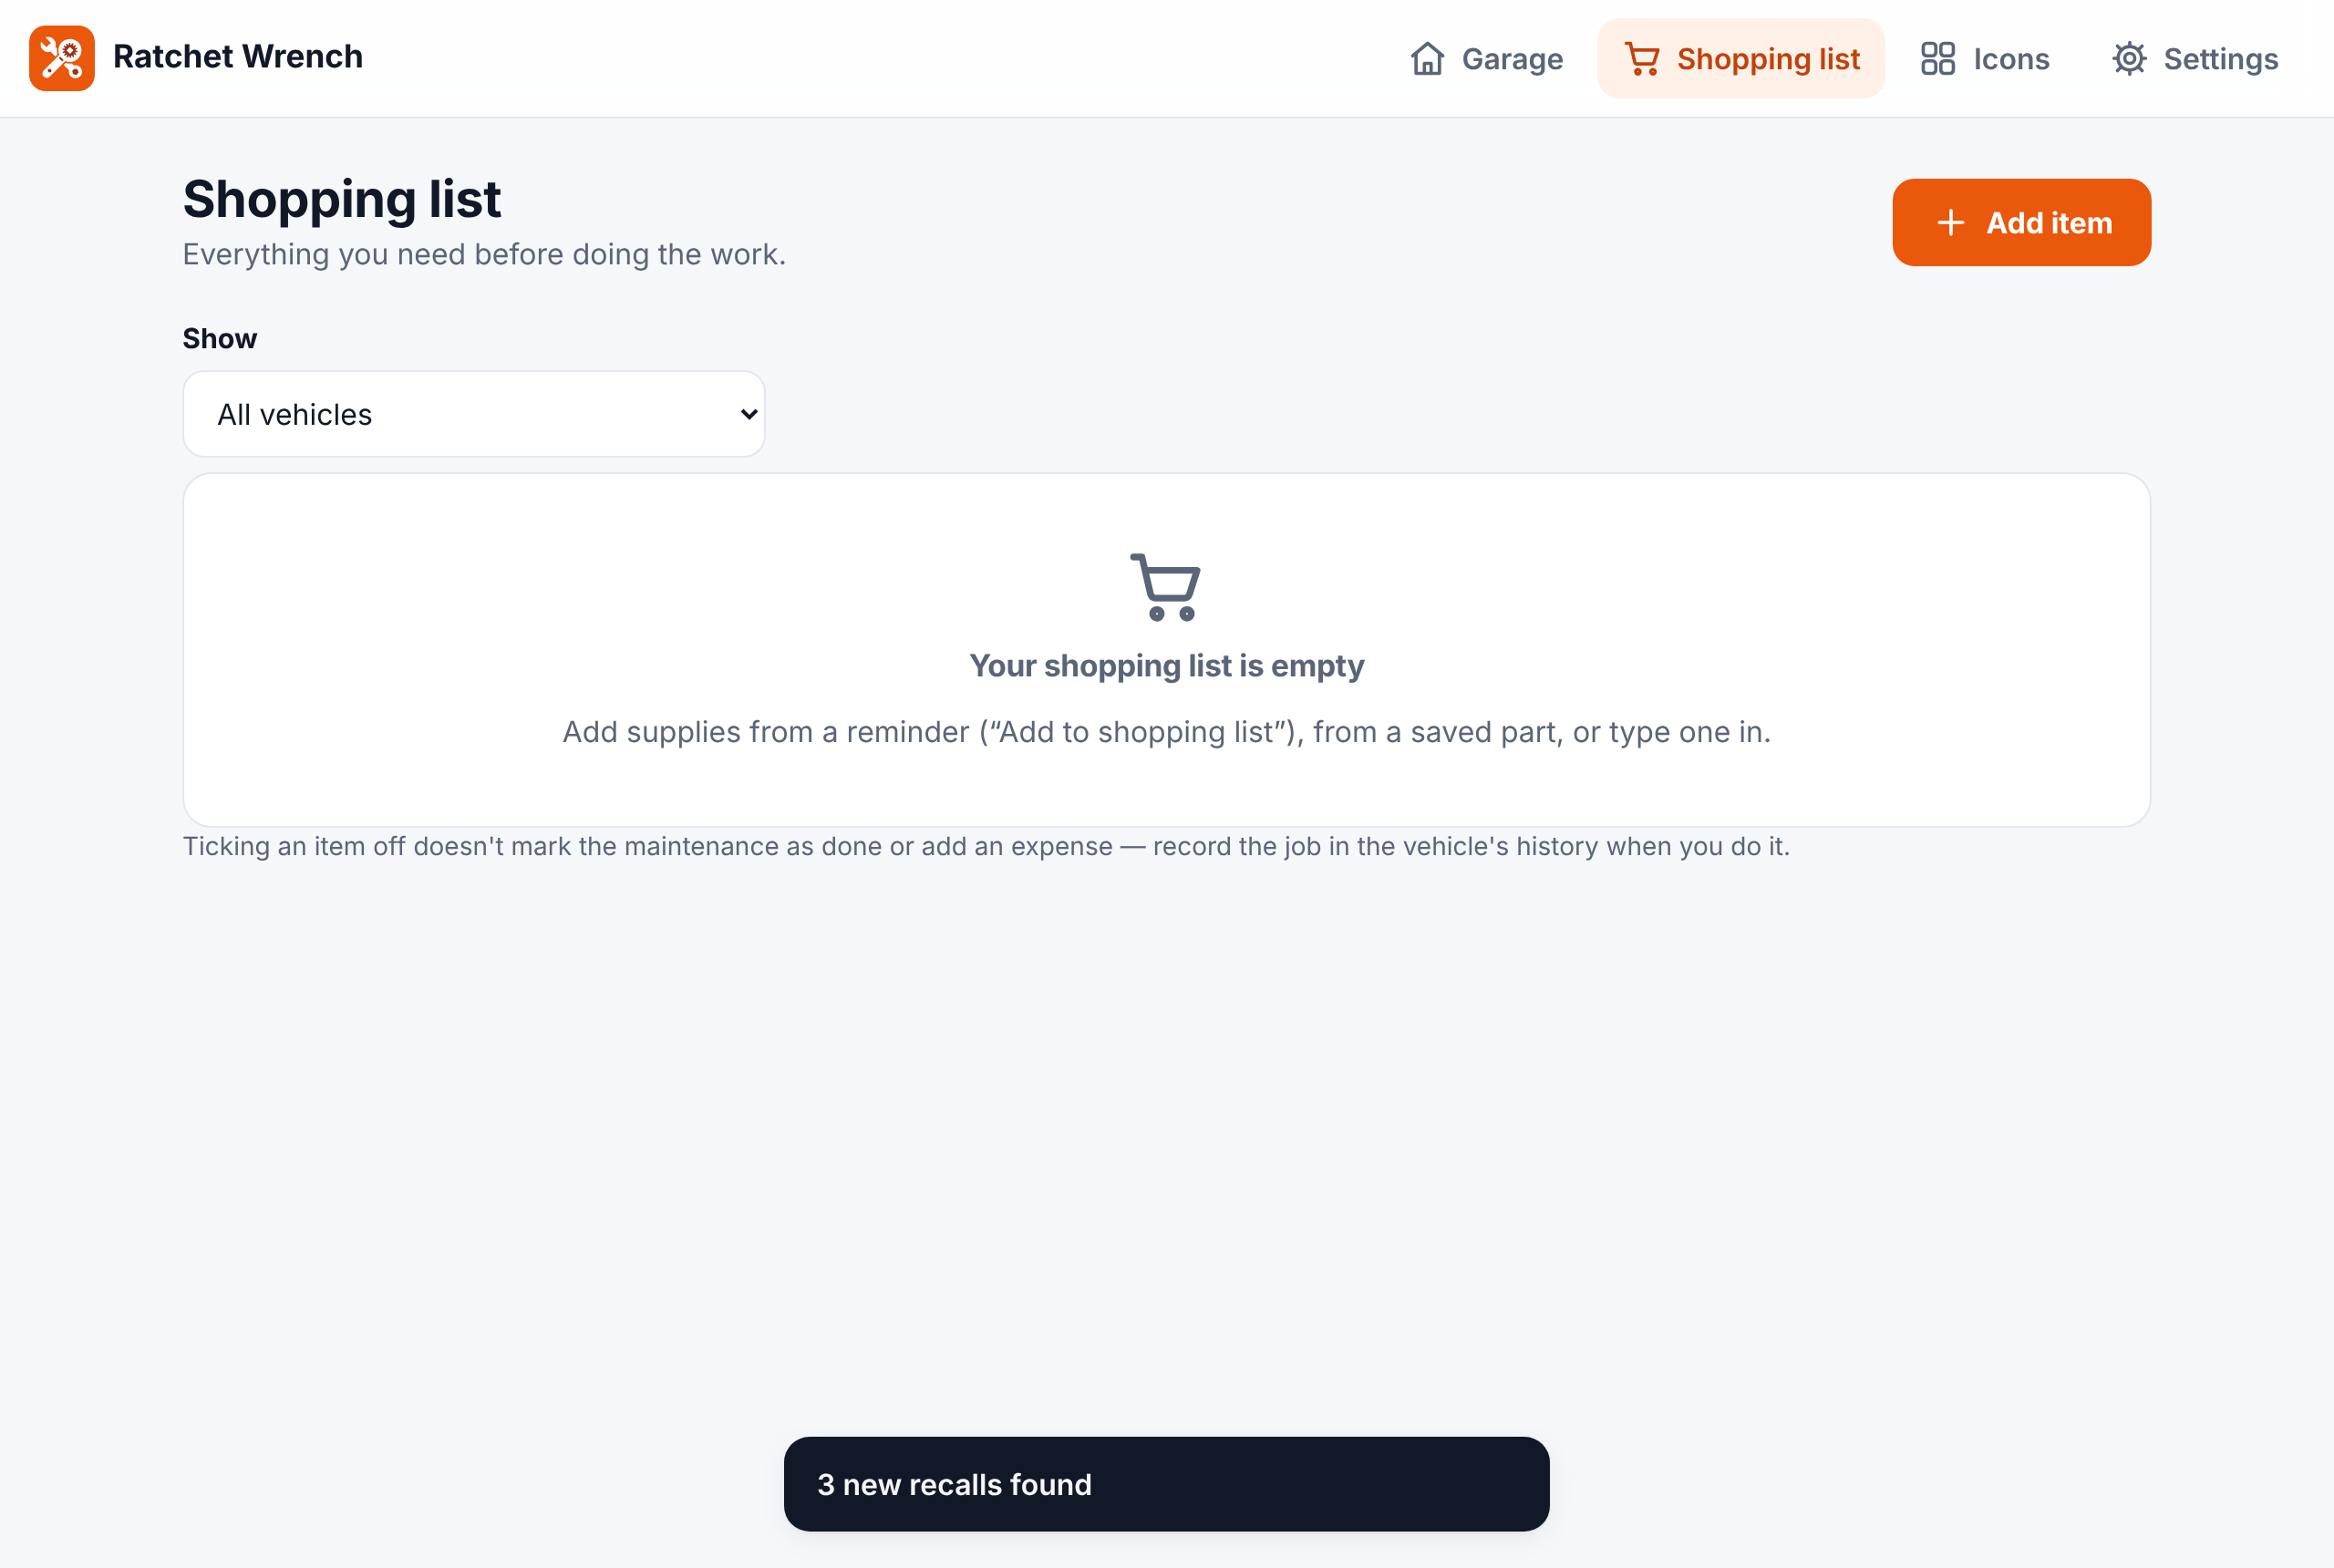 Ratchet Wrench
Garage
Shopping list
Icons
Settings
Shopping list
Everything you need before doing the work.
Add item
Show
All vehicles
Your shopping list is empty
Add supplies from a reminder (“Add to shopping list”), from a saved part, or type one in.
Ticking an item off doesn't mark the maintenance as done or add an expense — record the job in the vehicle's history when you do it.
3 new recalls found